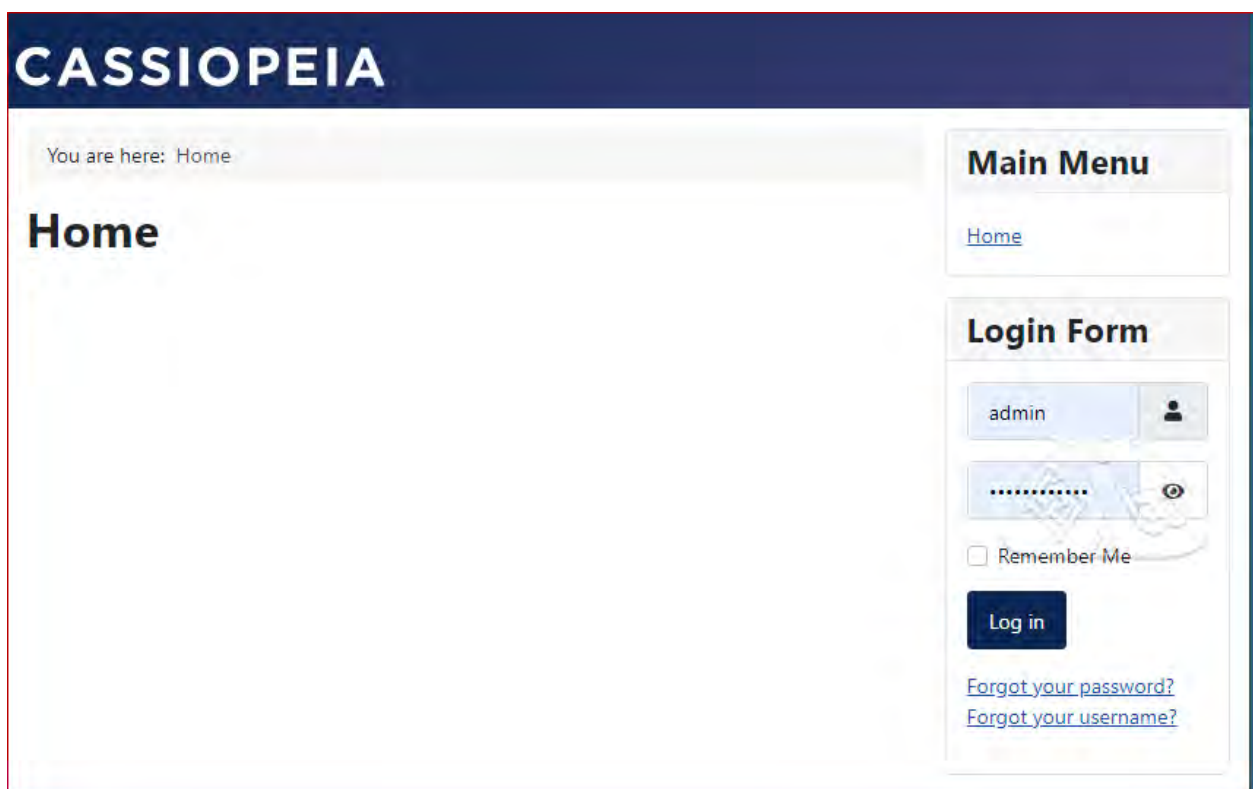 CASSIOPEIA
You are here: Home
Home
Main Menu
Home
Login Form
admin
••••••••••••
Remember Me
Log in
Forgot your password?
Forgot your username?